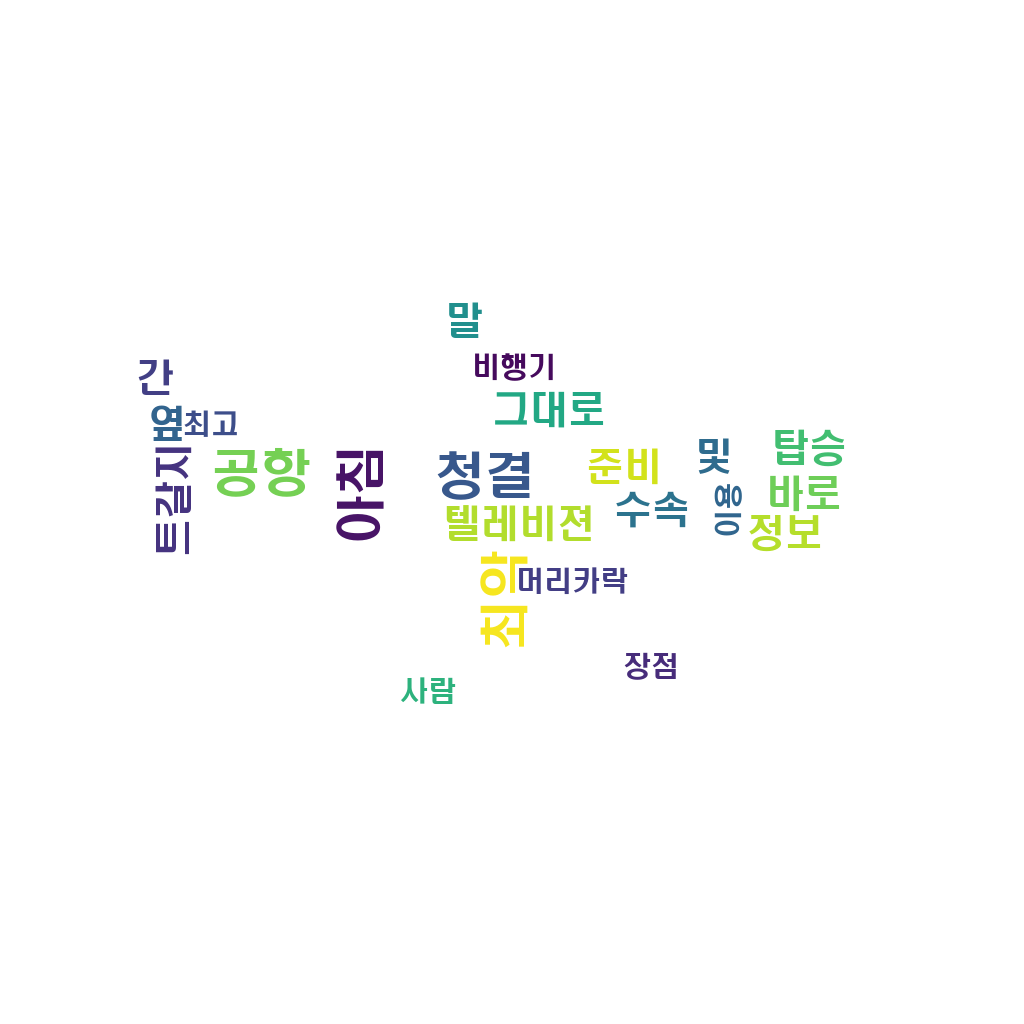 말
비행기
간
그대로
옆
최고
공항
아침
청결
준비
및
탑승
트갈지
텔레비젼
수속
이용
바로
정보
최악
머리카락
장점
사람